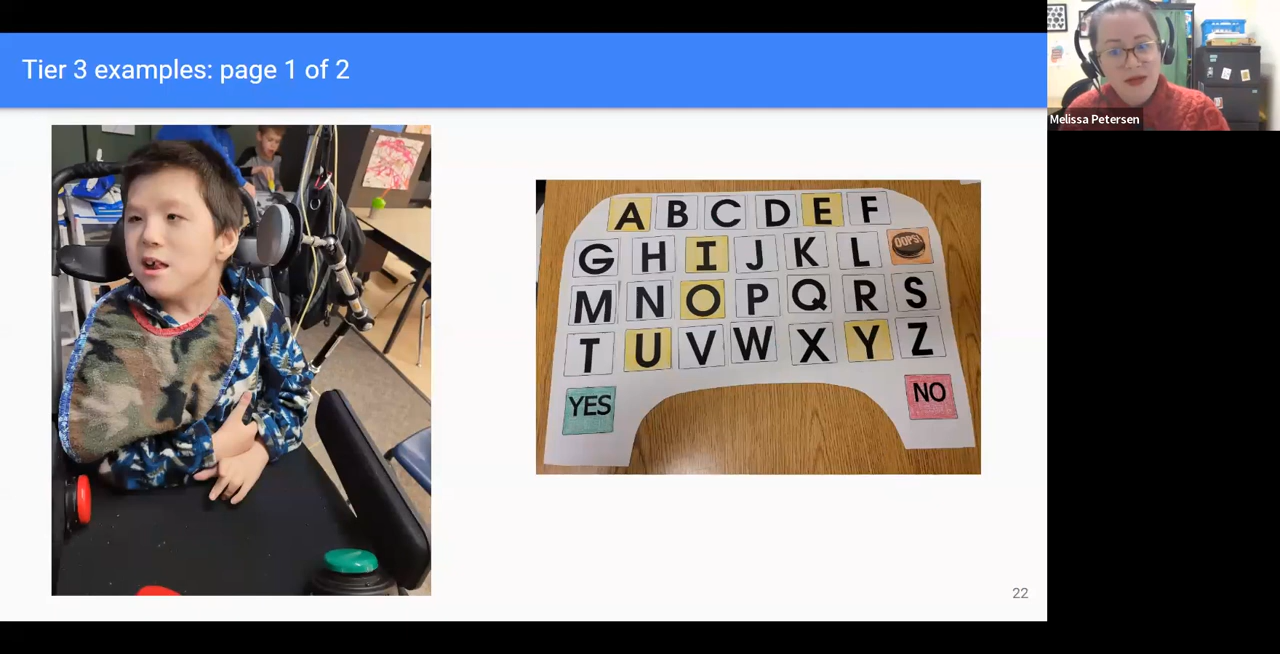 Tier 3 examples: page 1 of 2
Melissa Petersen
A B C D E F
G H I J K L OOPS!
M N O P Q R S
T U V W X Y Z
YES NO
22